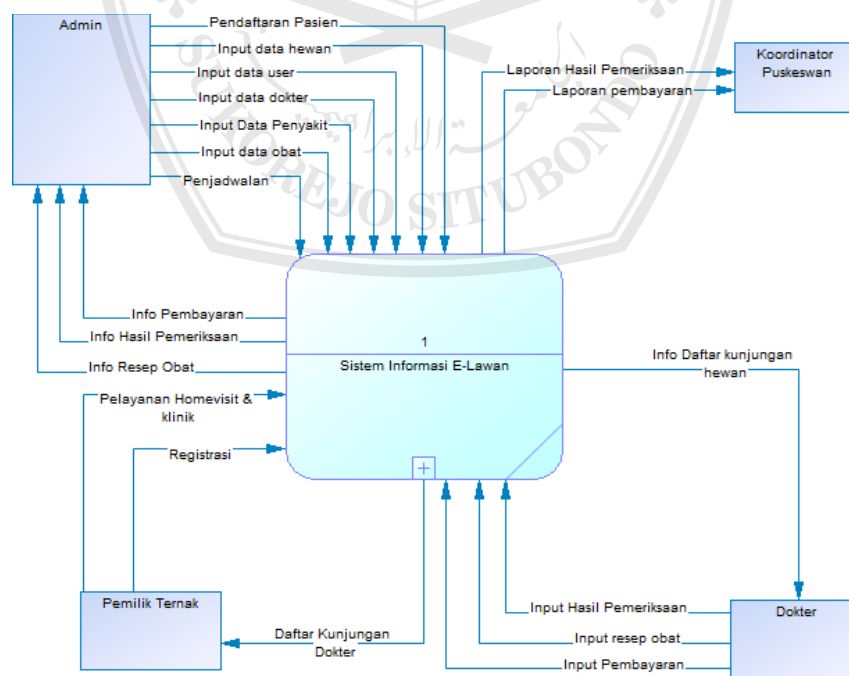 Admin
Pendaftaran Pasien
Input data hewan
Input data user
Input data dokter
Input Data Penyakit
Input data obat
Penjadwalan
Laporan Hasil Pemeriksaan
Laporan pembayaran
Koordinator
Puskeswan
SUKOREJO SITUBONDO
Info Pembayaran
Info Hasil Pemeriksaan
Info Resep Obat
Pelayanan Homevisit &
klinik
Registrasi
1
Sistem Informasi E-Lawan
Info Daftar kunjungan
hewan
Pemilik Ternak
Daftar Kunjungan
Dokter
Input Hasil Pemeriksaan
Input resep obat
Input Pembayaran
Dokter